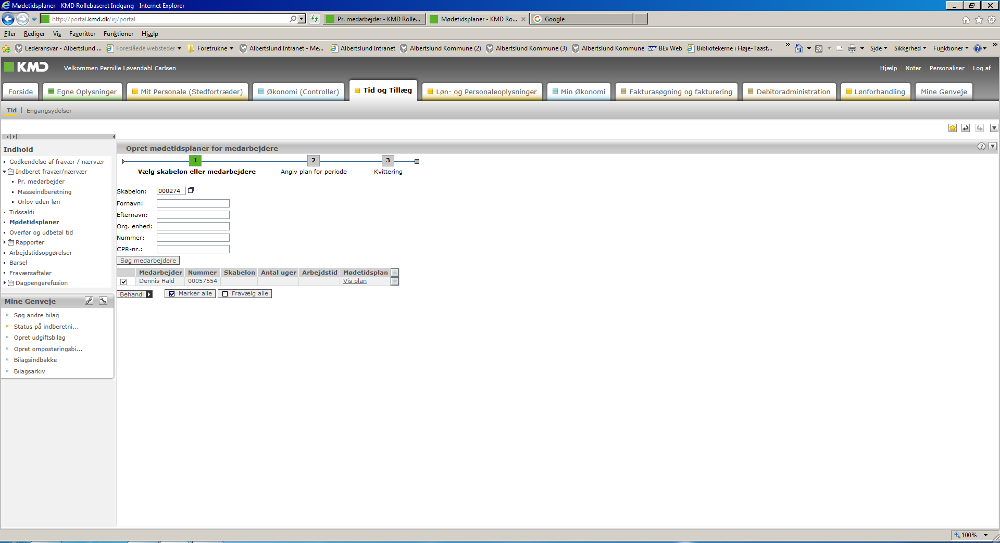 Mødetidsplaner - KMD Rollebaseret Indgang - Internet Explorer
http://portal.kmd.dk/irj/portal
Pr. medarbejder - KMD Rolle...
Mødetidsplaner - KMD Ro...
Google
Filer Rediger Vis Favoritter Funktioner Hjælp
Lederansvar - Albertslund ... Foreslåede websteder Foretrukne Albertslund Intranet - Me... Albertslund Intranet Albertslund Kommune (2) Albertslund Kommune (3) Albertslund Kommune BEx Web Bibliotekerne i Høje-Taast... » Side Sikkerhed Funktioner »
KMD Velkommen Pernille Løvendahl Carlsen Hjælp Noter Personaliser Log af
Forside Egne Oplysninger Mit Personale (Stedfortræder) Økonomi (Controller) Tid og Tillæg Løn- og Personaleoplysninger Min Økonomi Fakturasøgning og fakturering Debitoradministration Lønforhandling Mine Genveje
Tid | Engangsydelser
Indhold
Godkendelse af fravær / nærvær
Indberet fravær/nærvær
Pr. medarbejder
Masseindberetning
Orlov uden løn
Tidssaldi
Mødetidsplaner
Overfør og udbetal tid
Rapporter
Arbejdstidsopgørelser
Barsel
Fraværsaftaler
Dagpengerefusion
Mine Genveje
Søg andre bilag
Status på indberetni...
Opret udgiftsbilag
Opret omposteringsbi...
Bilagsindbakke
Bilagsarkiv
Opret mødetidsplaner for medarbejdere
1 2 3
Vælg skabelon eller medarbejdere Angiv plan for periode Kvittering
Skabelon: 000274
Fornavn:
Efternavn:
Org. enhed:
Nummer:
CPR-nr.:
Søg medarbejdere
Medarbejder Nummer Skabelon Antal uger Arbejdstid Mødetidsplan
Dennis Hald 00057554 Vis plan
Behandl Marker alle Fravælg alle
100%